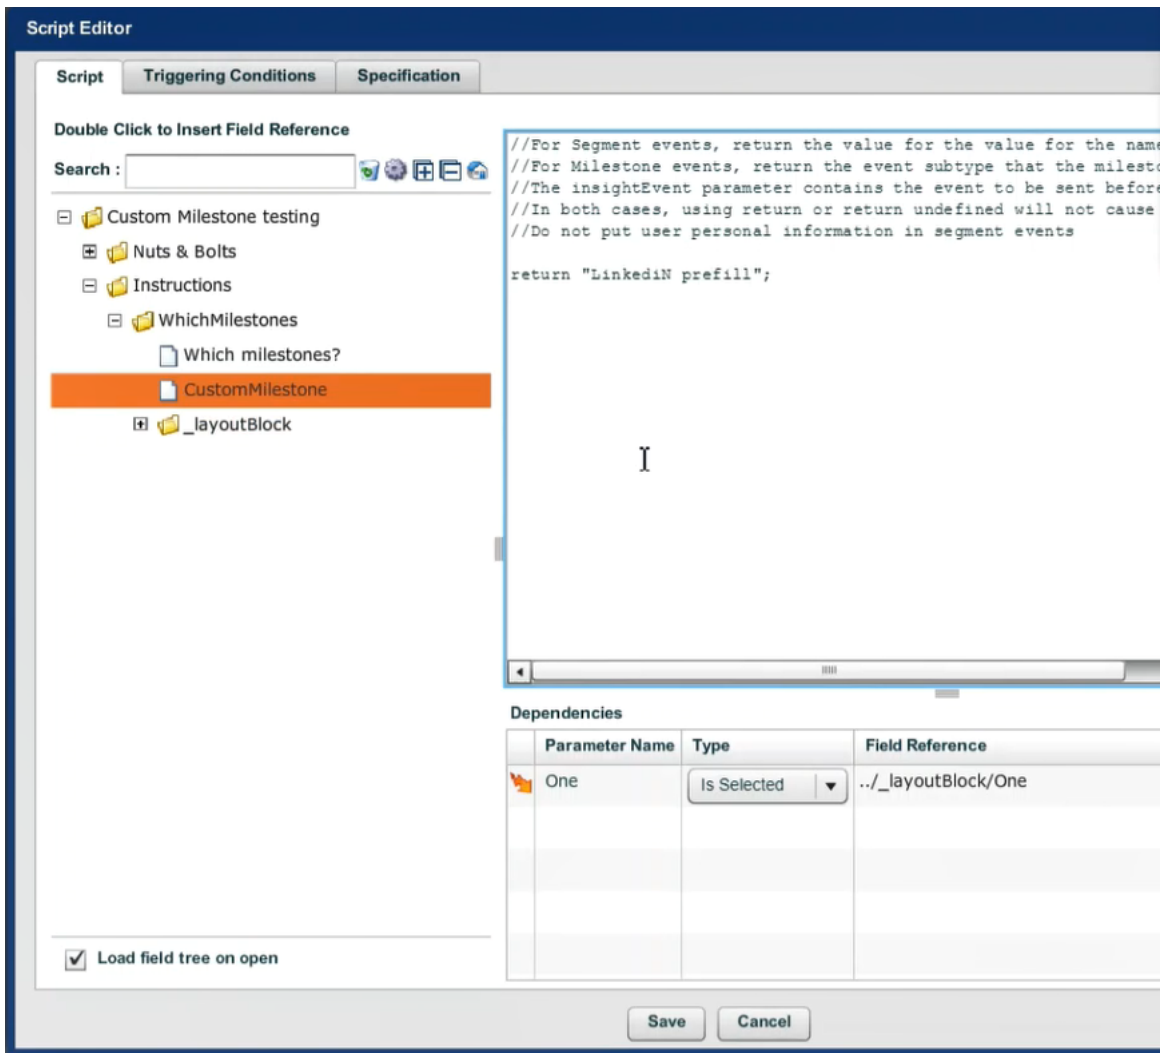 Script Editor
Script
Triggering Conditions
Specification
Double Click to Insert Field Reference
Search :
Custom Milestone testing
Nuts & Bolts
Instructions
WhichMilestones
Which milestones?
CustomMilestone
_layoutBlock
Load field tree on open
//For Segment events, return the value for the value for the name
//For Milestone events, return the event subtype that the
//The insightEvent parameter contains the event to be sent before
//In both cases, using return or return undefined will not cause
//Do not put user personal information in segment events
return "LinkediN prefill";
Dependencies
Parameter Name Type Field Reference
One Is Selected ../_layoutBlock/One
Save Cancel